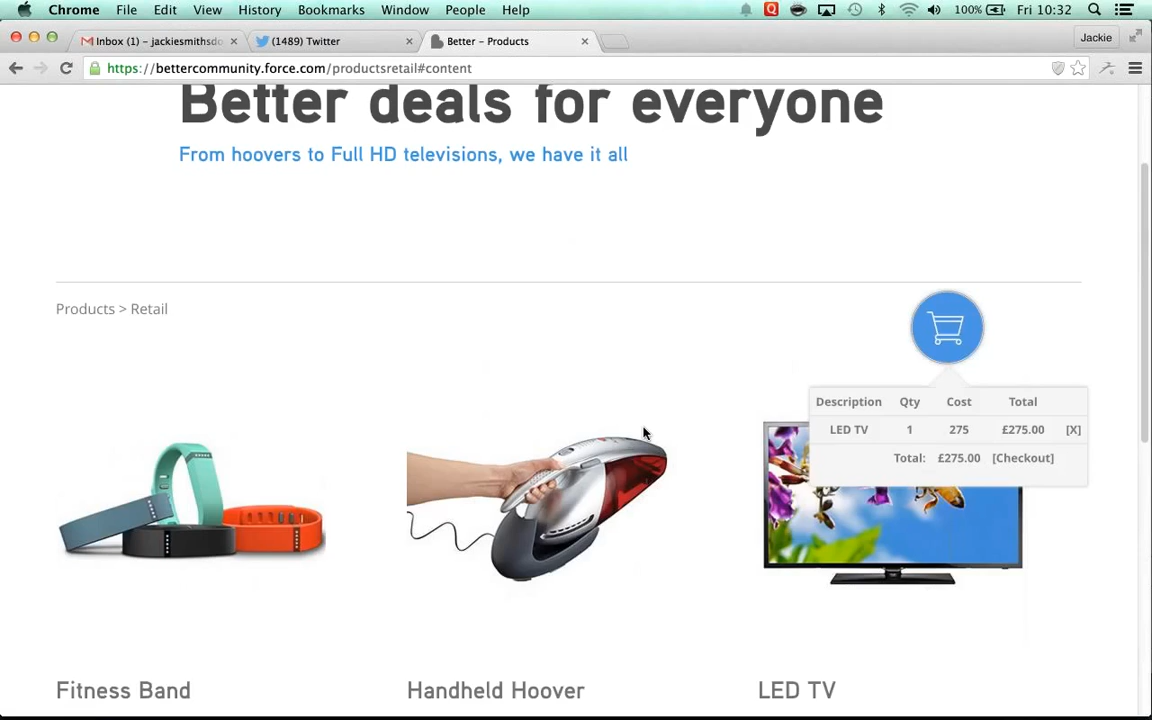 Chrome File Edit View History Bookmarks Window People Help 100% Fri 10:32
Inbox (1) – jackiesmithsdo (1489) Twitter Better – Products Jackie
https://bettercommunity.force.com/productsretail#content
Better deals for everyone
From hoovers to Full HD televisions, we have it all
Products > Retail
Description Qty Cost Total
LED TV 1 275 £275.00 [X]
Total: £275.00 [Checkout]
Fitness Band Handheld Hoover LED TV